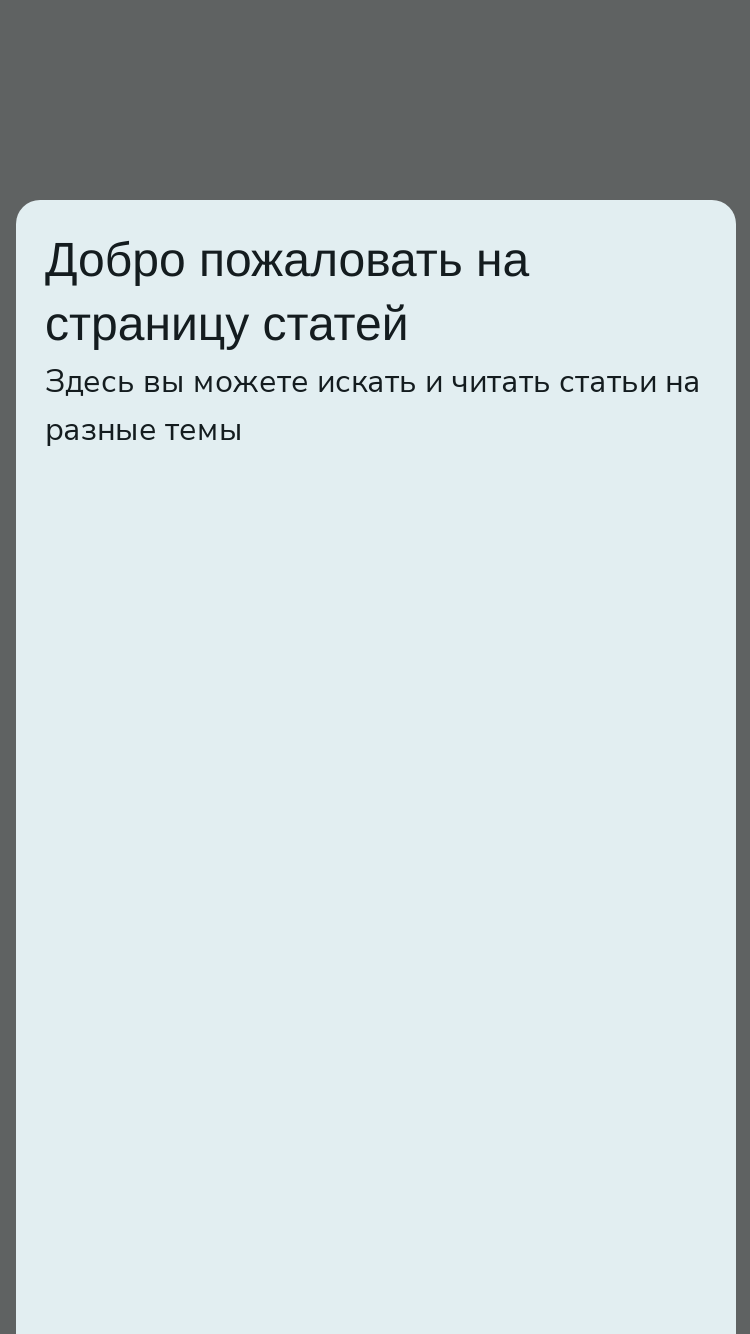 Добро пожаловать на
страницу статей
Здесь вы можете искать и читать статьи на
разные темы